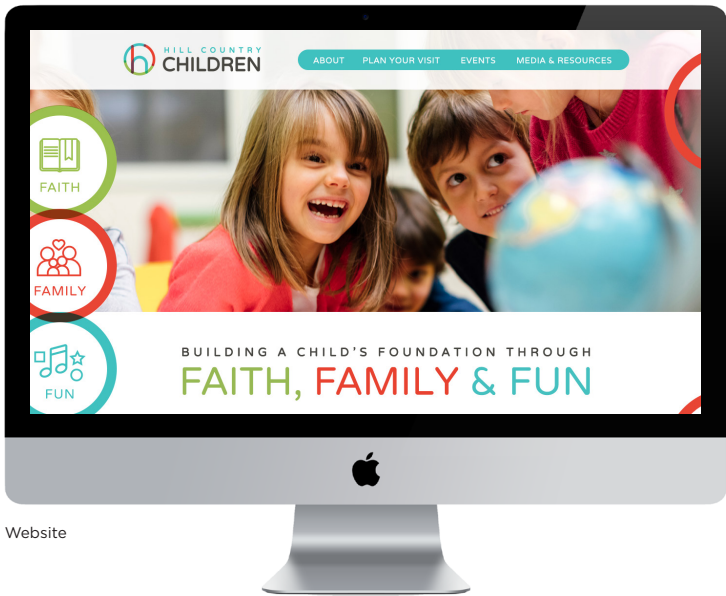 HILL COUNTRY
CHILDREN
ABOUT PLAN YOUR VISIT EVENTS MEDIA & RESOURCES
FAITH
FAMILY
FUN
BUILDING A CHILD'S FOUNDATION THROUGH
FAITH, FAMILY & FUN
Website